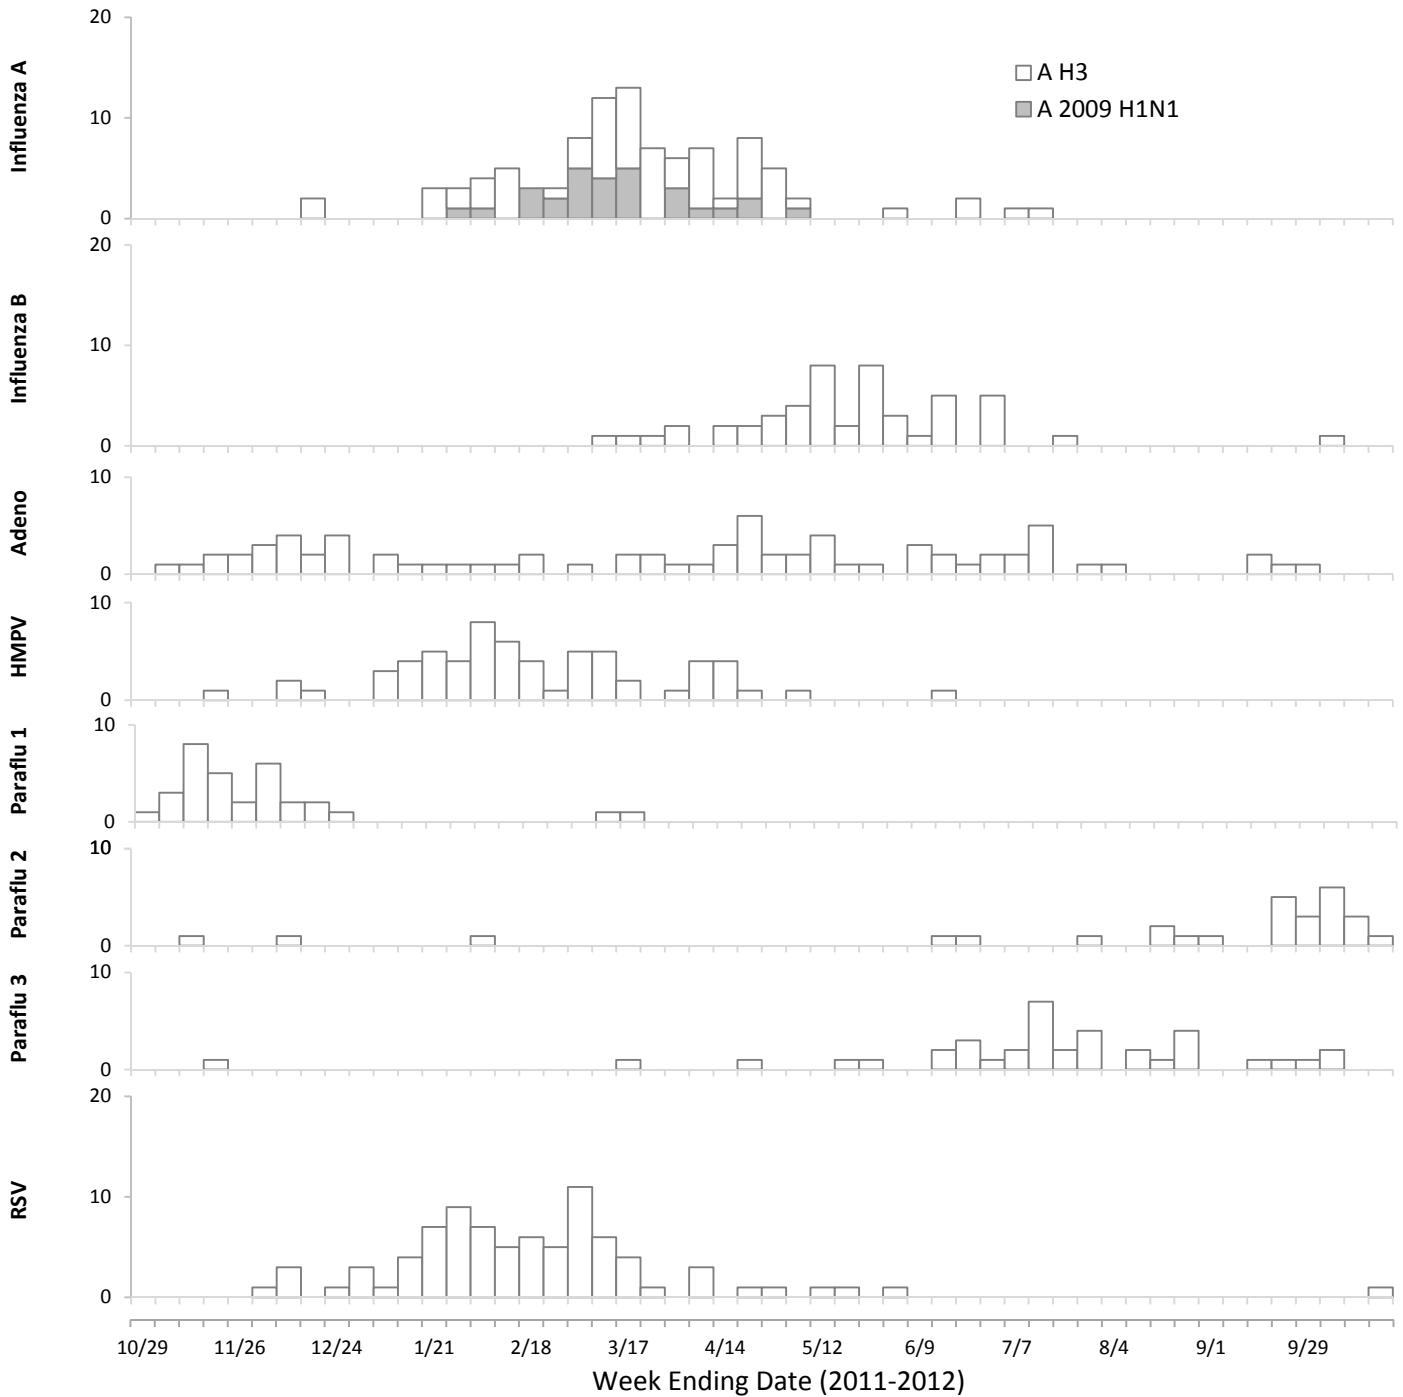 Influenza A
20
10
0
A H3
A 2009 H1N1
Influenza B
20
10
0
Adeno
10
0
HMPV
10
0
Paraflu 1
10
0
Paraflu 2
10
0
Paraflu 3
10
0
RSV
20
10
0
10/29 11/26 12/24 1/21 2/18 3/17 4/14 5/12 6/9 7/7 8/4 9/1 9/29
Week Ending Date (2011-2012)